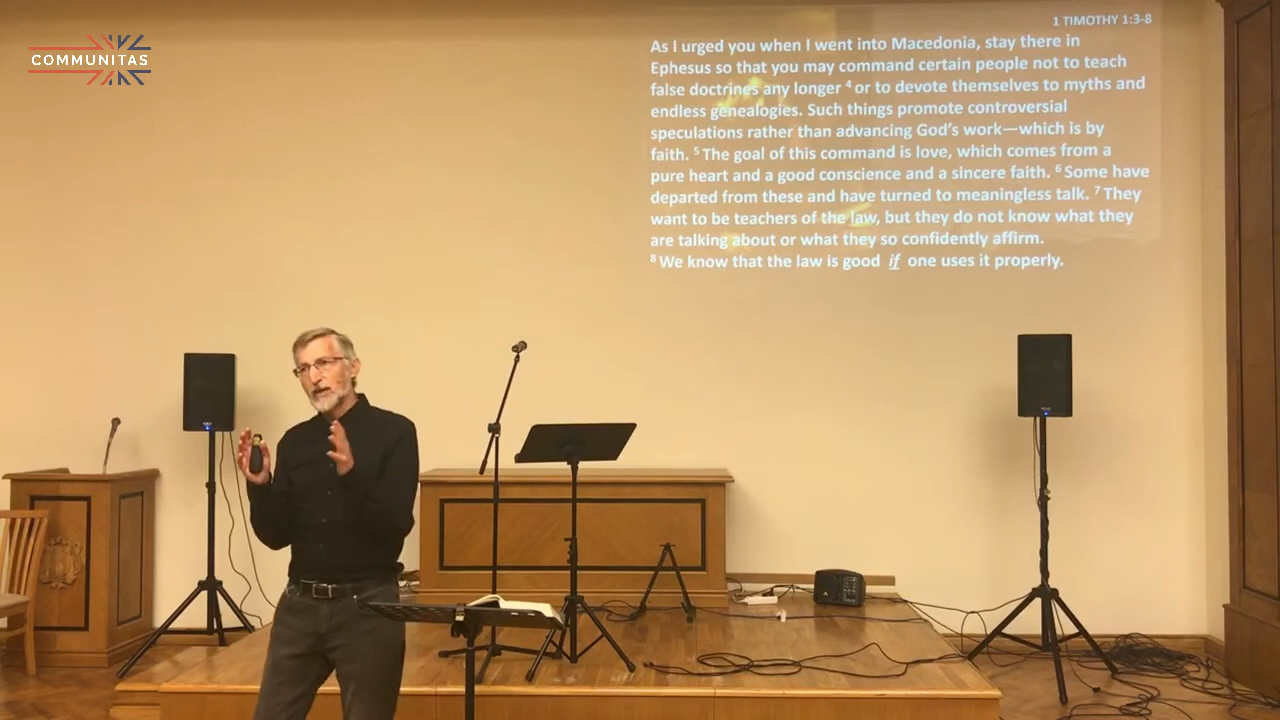 COMMUNITAS
1 TIMOTHY 1:3-8
As I urged you when I went into Macedonia, stay there in
Ephesus so that you may command certain people not to teach
false doctrines any longer ⁴ or to devote themselves to myths and
endless genealogies. Such things promote controversial
speculations rather than advancing God’s work—which is by
faith. ⁵ The goal of this command is love, which comes from a
pure heart and a good conscience and a sincere faith. ⁶ Some have
departed from these and have turned to meaningless talk. ⁷ They
want to be teachers of the law, but they do not know what they
are talking about or what they so confidently affirm.
⁸ We know that the law is good if one uses it properly.